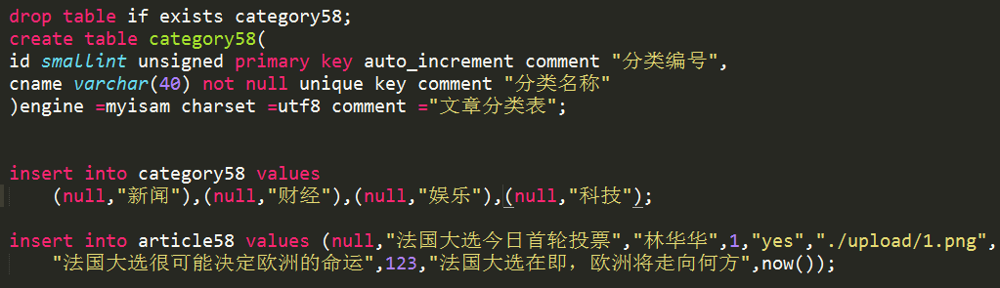 drop table if exists category58;
create table category58(
id smallint unsigned primary key auto_increment comment "分类编号",
cname varchar(40) not null unique key comment "分类名称"
)engine =myisam charset =utf8 comment ="文章分类表";
insert into category58 values
(null,"新闻"),(null,"财经"),(null,"娱乐"),(null,"科技");
insert into article58 values (null,"法国大选今日首轮投票","林华华",1,"yes","./upload/1.png",
"法国大选很可能决定欧洲的命运",123,"法国大选在即，欧洲将走向何方",now());